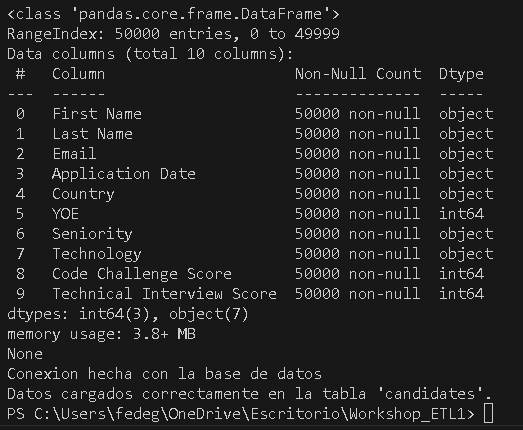 <class 'pandas.core.frame.DataFrame'>
RangeIndex: 50000 entries, 0 to 49999
Data columns (total 10 columns):
 #   Column                     Non-Null Count  Dtype
---  ------                     --------------  -----
 0   First Name                 50000 non-null  object
 1   Last Name                  50000 non-null  object
 2   Email                      50000 non-null  object
 3   Application Date           50000 non-null  object
 4   Country                    50000 non-null  object
 5   YOE                        50000 non-null  int64
 6   Seniority                  50000 non-null  object
 7   Technology                 50000 non-null  object
 8   Code Challenge Score       50000 non-null  int64
 9   Technical Interview Score  50000 non-null  int64
dtypes: int64(3), object(7)
memory usage: 3.8+ MB
None
Conexion hecha con la base de datos
Datos cargados correctamente en la tabla 'candidates'.
PS C:\Users\fedeg\OneDrive\Escritorio\Workshop_ETL1>